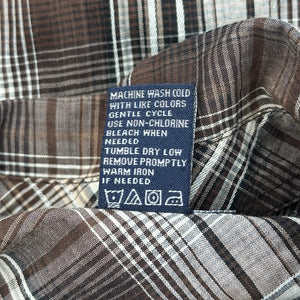 MACHINE WASH COLD
WITH LIKE COLORS
GENTLE CYCLE
USE NON-CHLORINE
BLEACH WHEN
NEEDED
TUMBLE DRY LOW
REMOVE PROMPTLY
WARM IRON
IF NEEDED